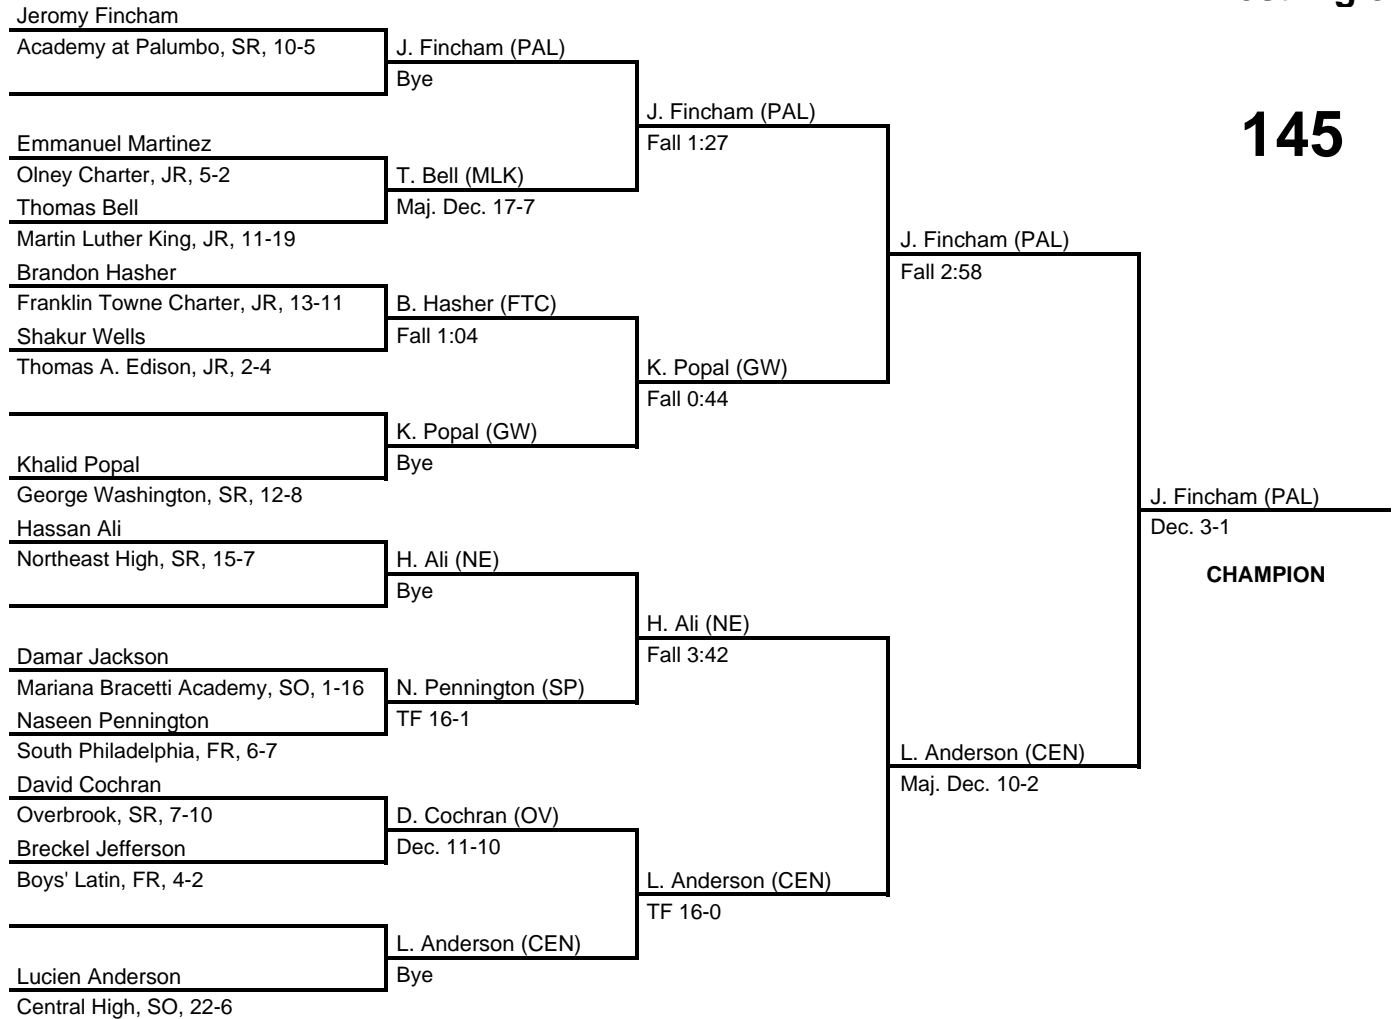 Jeromy Fincham
Academy at Palumbo, SR, 10-5
Emmanuel Martinez
Olney Charter, JR, 5-2
Thomas Bell
Martin Luther King, JR, 11-19
Brandon Hasher
Franklin Towne Charter, JR, 13-11
Shakur Wells
Thomas A. Edison, JR, 2-4
Khalid Popal
George Washington, SR, 12-8
Hassan Ali
Northeast High, SR, 15-7
Damar Jackson
Mariana Bracetti Academy, SO, 1-16
Naseen Pennington
South Philadelphia, FR, 6-7
David Cochran
Overbrook, SR, 7-10
Breckel Jefferson
Boys' Latin, FR, 4-2
Lucien Anderson
Central High, SO, 22-6
J. Fincham (PAL)
Bye
T. Bell (MLK)
Maj. Dec. 17-7
B. Hasher (FTC)
Fall 1:04
K. Popal (GW)
Bye
H. Ali (NE)
Bye
N. Pennington (SP)
TF 16-1
D. Cochran (OV)
Dec. 11-10
L. Anderson (CEN)
Bye
J. Fincham (PAL)
Fall 1:27
K. Popal (GW)
Fall 0:44
H. Ali (NE)
Fall 3:42
L. Anderson (CEN)
TF 16-0
J. Fincham (PAL)
Fall 2:58
L. Anderson (CEN)
Maj. Dec. 10-2
145
J. Fincham (PAL)
Dec. 3-1
CHAMPION